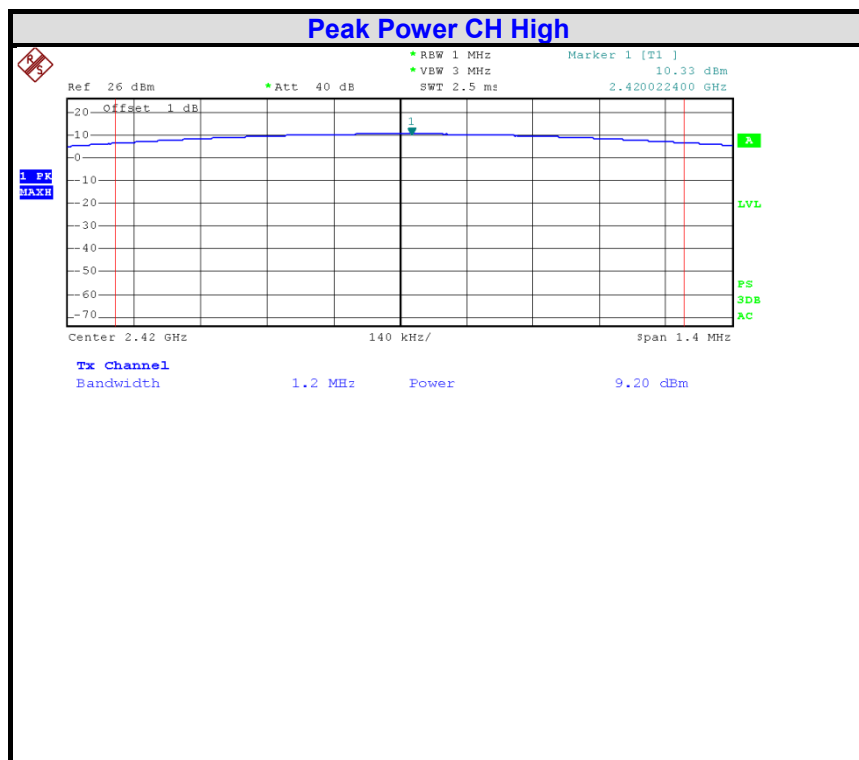 Peak Power CH High
R S
* RBW 1 MHz Marker 1 [T1 ]
* VBW 3 MHz 10.33 dBm
Ref 26 dBm * Att 40 dB SWT 2.5 ms 2.420022400 GHz
20 Offset 1 dB
1
10
A
0
1 PK
MAXH
-10
-20
LVL
-30
-40
-50
PS
-60
3DB
-70
AC
Center 2.42 GHz 140 kHz/ Span 1.4 MHz
Tx Channel
Bandwidth 1.2 MHz Power 9.20 dBm